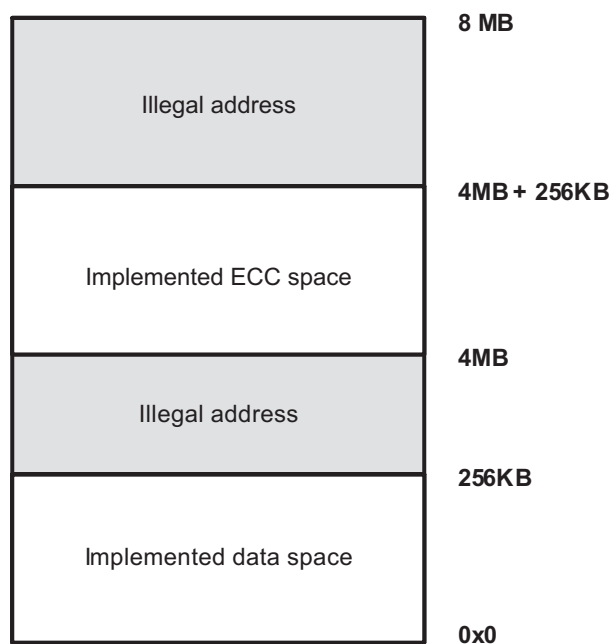 8 MB
Illegal address
4MB + 256KB
Implemented ECC space
4MB
Illegal address
256KB
Implemented data space
0x0